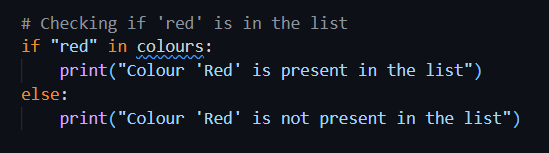 # Checking if 'red' is in the list
if "red" in colours:
    print("Colour 'Red' is present in the list")
else:
    print("Colour 'Red' is not present in the list")